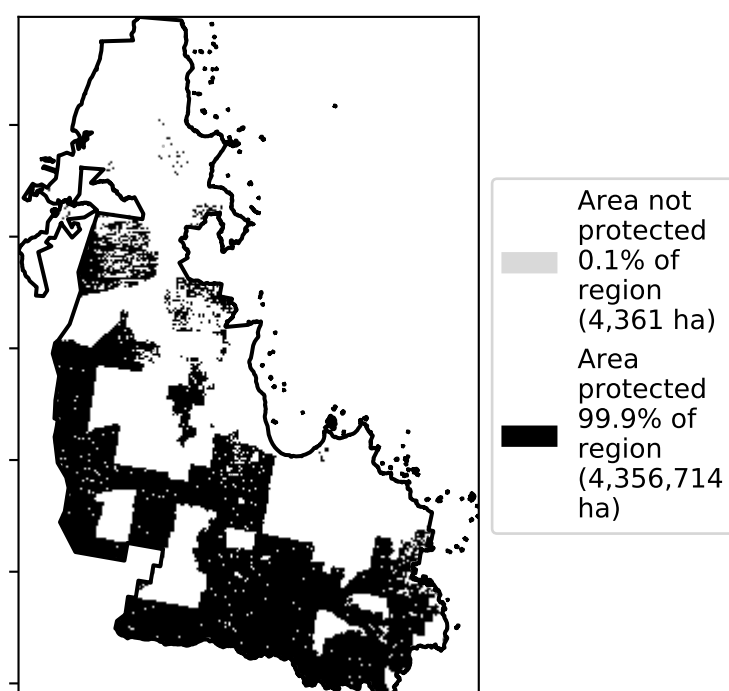 Area not
protected
0.1% of
region
(4,361 ha)
Area
protected
99.9% of
region
(4,356,714
ha)